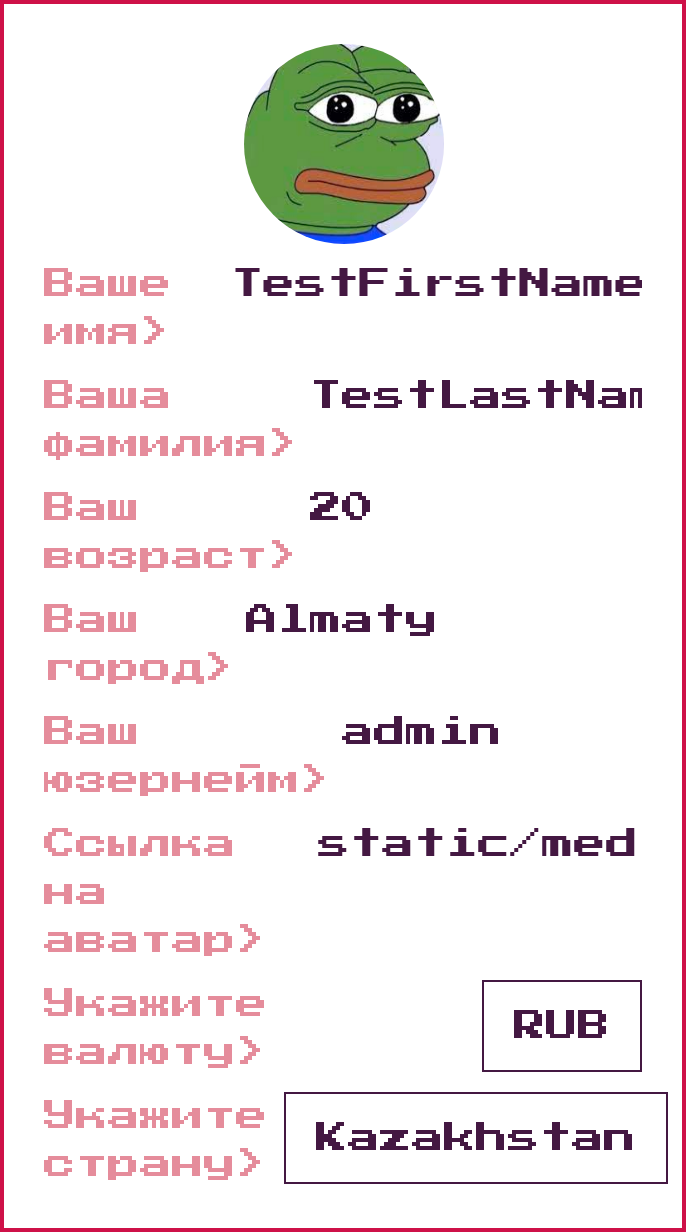 Ваше TestFirstName
имя>
Ваша TestLastNam
фамилия>
Ваш 20
возраст>
Ваш Almaty
город>
Ваш admin
юзернейм>
Ссылка static/med
на
аватар>
Укажите
валюту> RUB
Укажите
страну> Kazakhstan